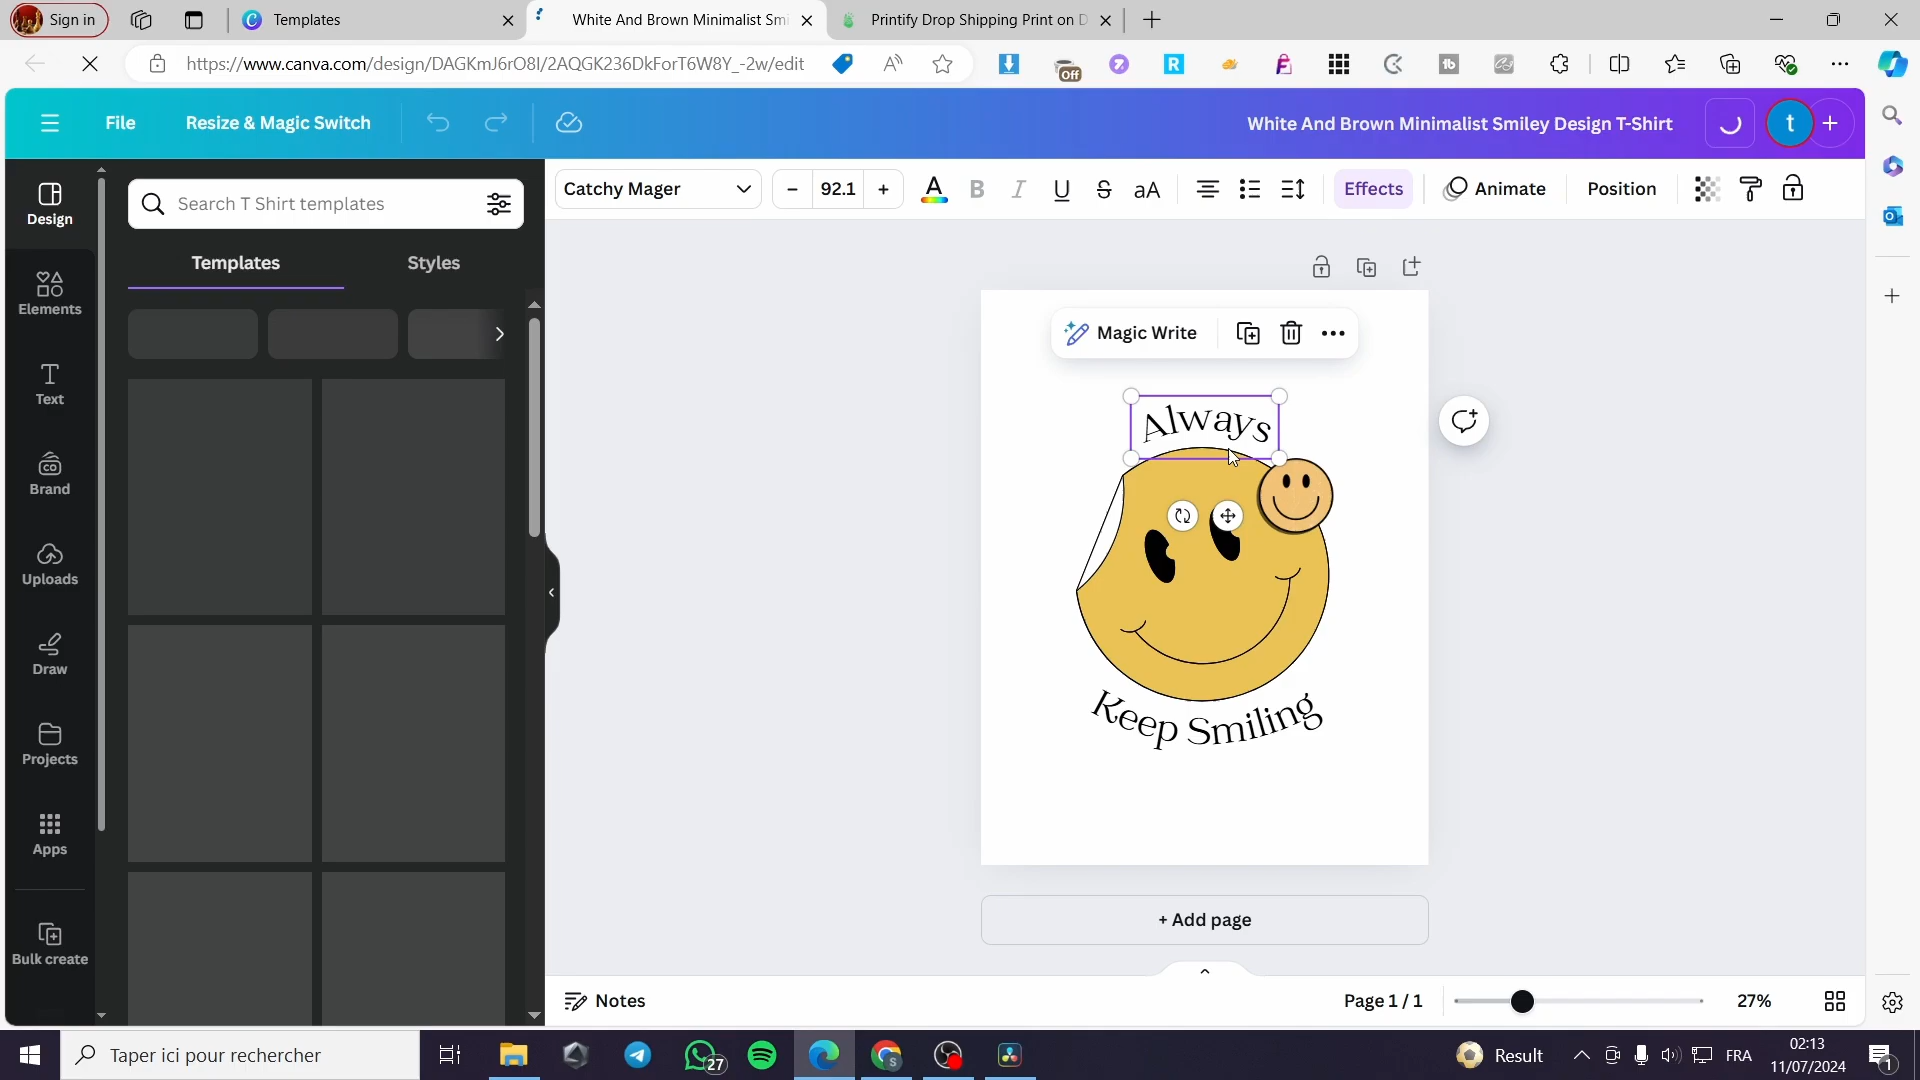 Sign in
Templates
White And Brown Minimalist Smi
Printify Drop Shipping Print on D
https://www.canva.com/design/DAGKmJ6rO8I/2AQGK236DkForT6W8Y_-2w/edit
Off
File
Resize & Magic Switch
White And Brown Minimalist Smiley Design T-Shirt
t
Design
Elements
Text
Brand
Uploads
Draw
Projects
Apps
Bulk create
Search T Shirt templates
Templates
Styles
Catchy Mager
92.1
aA
Effects
Animate
Position
Magic Write
Always
Keep Smiling
+ Add page
Notes
Page 1 / 1
27%
Taper ici pour rechercher
27
Result
FRA
02:13
11/07/2024
1